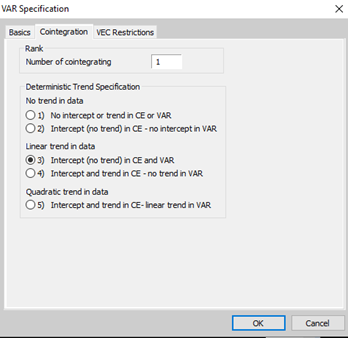 VAR Specification
Basics Cointegration VEC Restrictions
Rank
Number of cointegrating 1
Deterministic Trend Specification
No trend in data
1) No intercept or trend in CE or VAR
2) Intercept (no trend) in CE - no intercept in VAR
Linear trend in data
3) Intercept (no trend) in CE and VAR
4) Intercept and trend in CE - no trend in VAR
Quadratic trend in data
5) Intercept and trend in CE- linear trend in VAR
OK Cancel